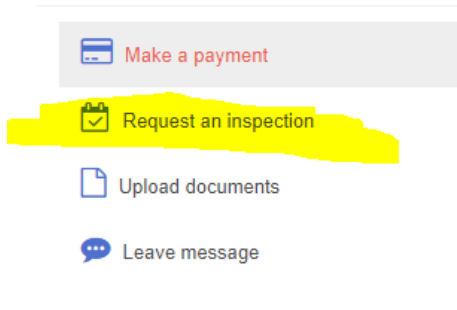 Make a payment
Request an inspection
Upload documents
Leave message